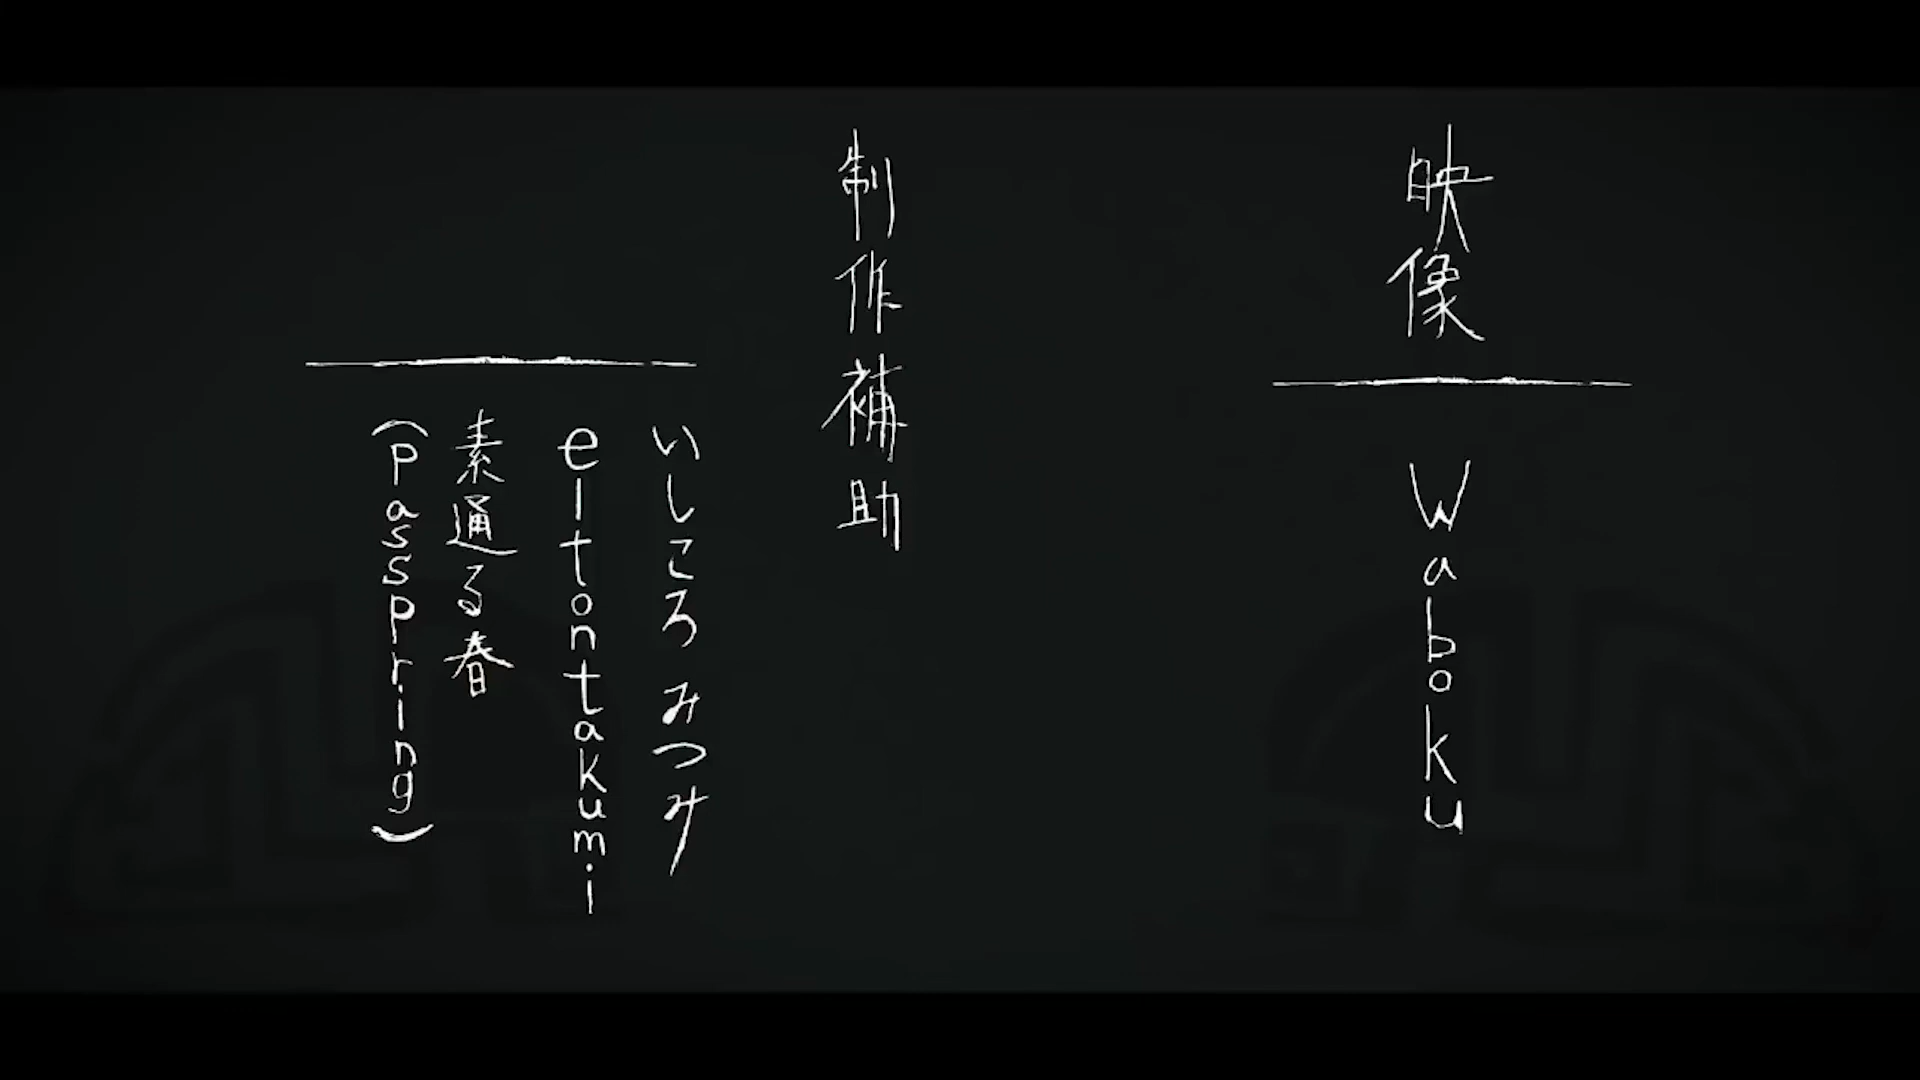 映像
Waboku
制作補助
いしころ みつみ
eltontakumi
素通る春
(passpring)